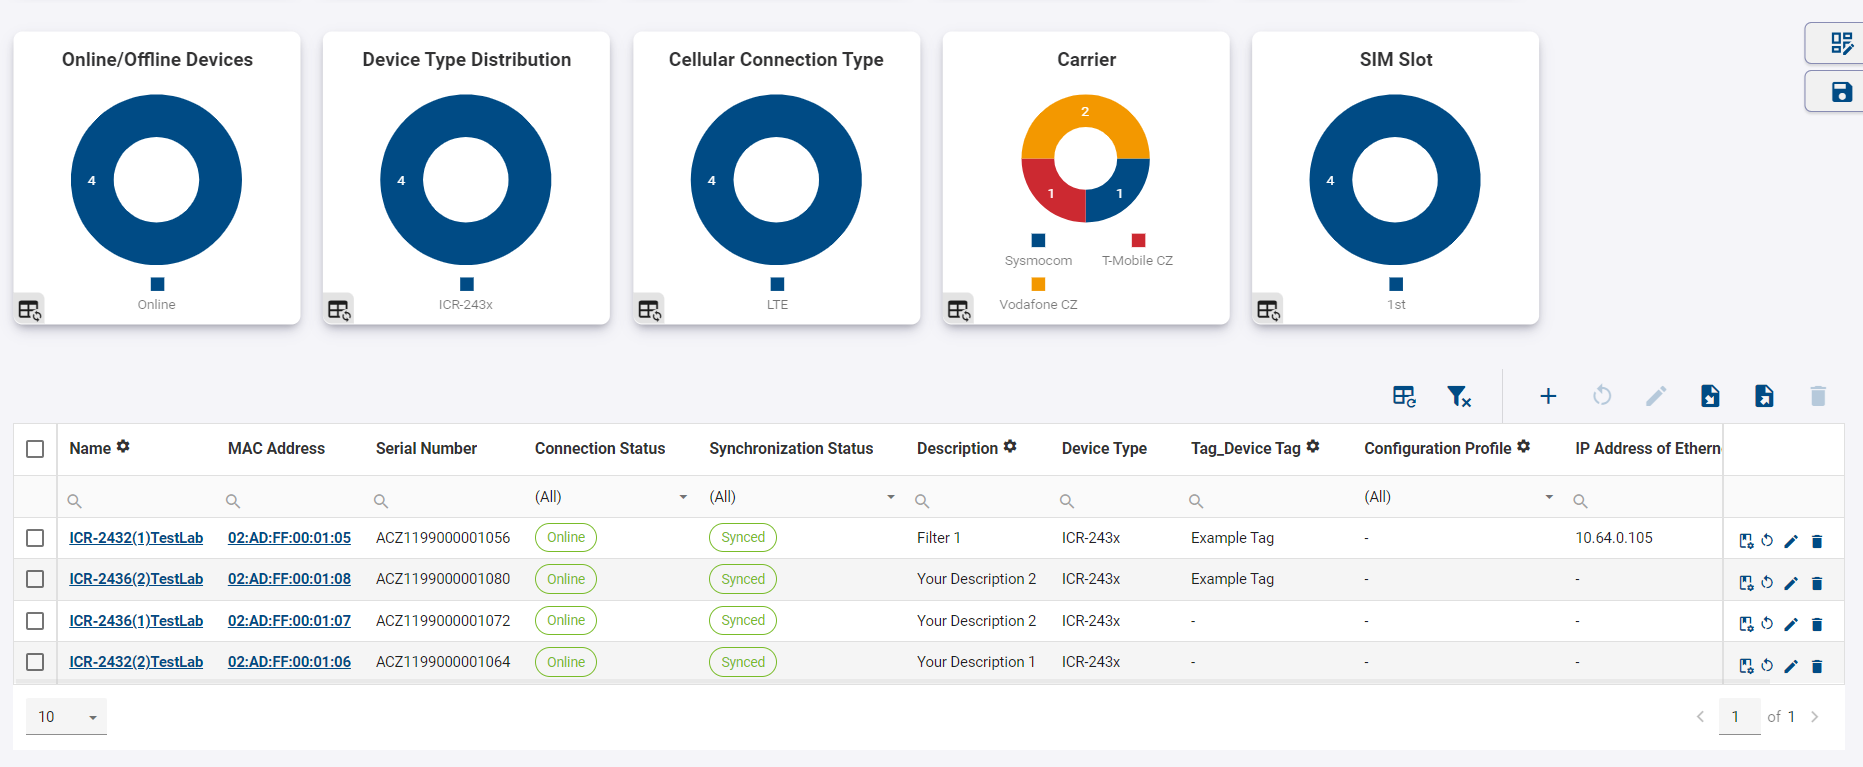 Online/Offline Devices
4
Online
Device Type Distribution
4
ICR-243x
Cellular Connection Type
4
LTE
Carrier
2
1
1
Sysmocom
T-Mobile CZ
Vodafone CZ
SIM Slot
4
1st
Name MAC Address Serial Number Connection Status Synchronization Status Description Device Type Tag_Device Tag Configuration Profile IP Address of Ethern
(All) (All) (All)
ICR-2432(1)TestLab 02:AD:FF:00:01:05 ACZ1199000001056 Online Synced Filter 1 ICR-243x Example Tag - 10.64.0.105
ICR-2436(2)TestLab 02:AD:FF:00:01:08 ACZ1199000001080 Online Synced Your Description 2 ICR-243x Example Tag - -
ICR-2436(1)TestLab 02:AD:FF:00:01:07 ACZ1199000001072 Online Synced Your Description 2 ICR-243x - - -
ICR-2432(2)TestLab 02:AD:FF:00:01:06 ACZ1199000001064 Online Synced Your Description 1 ICR-243x - - -
10
1 of 1